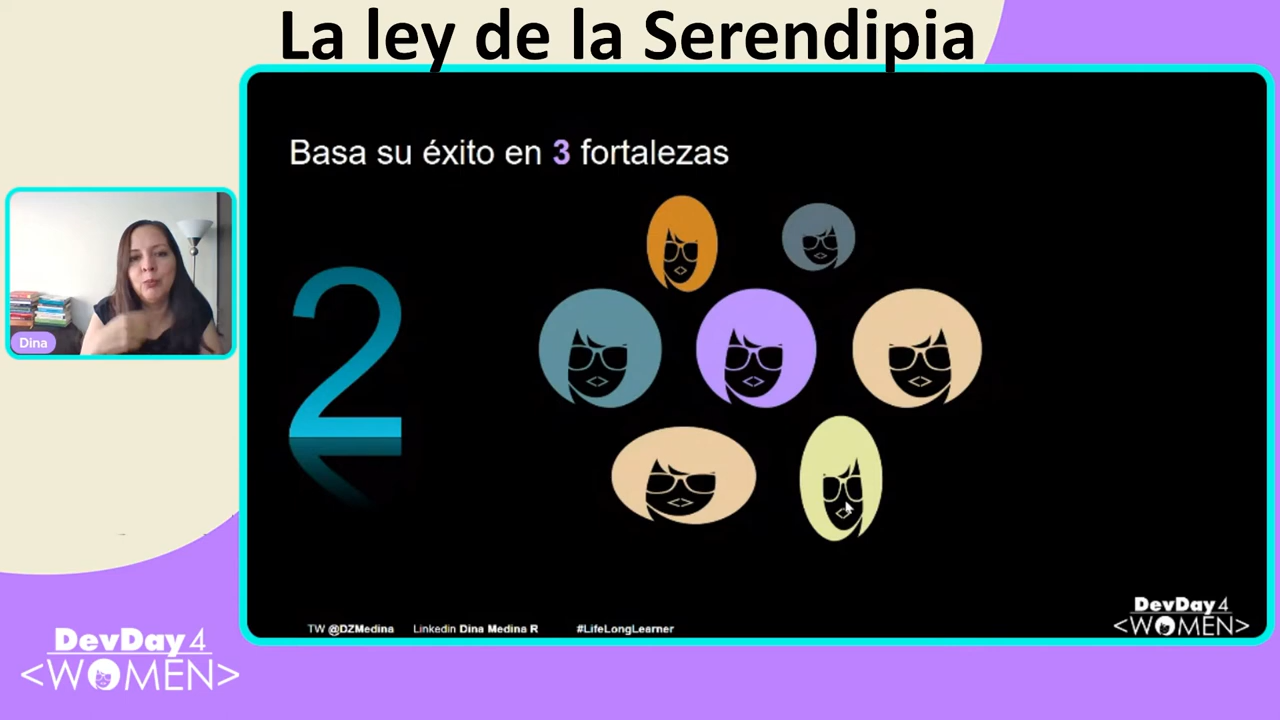 La ley de la Serendipia
Basa su éxito en 3 fortalezas
2
Dina
TW @DZMedina Linkedin Dina Medina R #LifeLongLearner
DevDay4
<WOMEN>
DevDay4
<WOMEN>